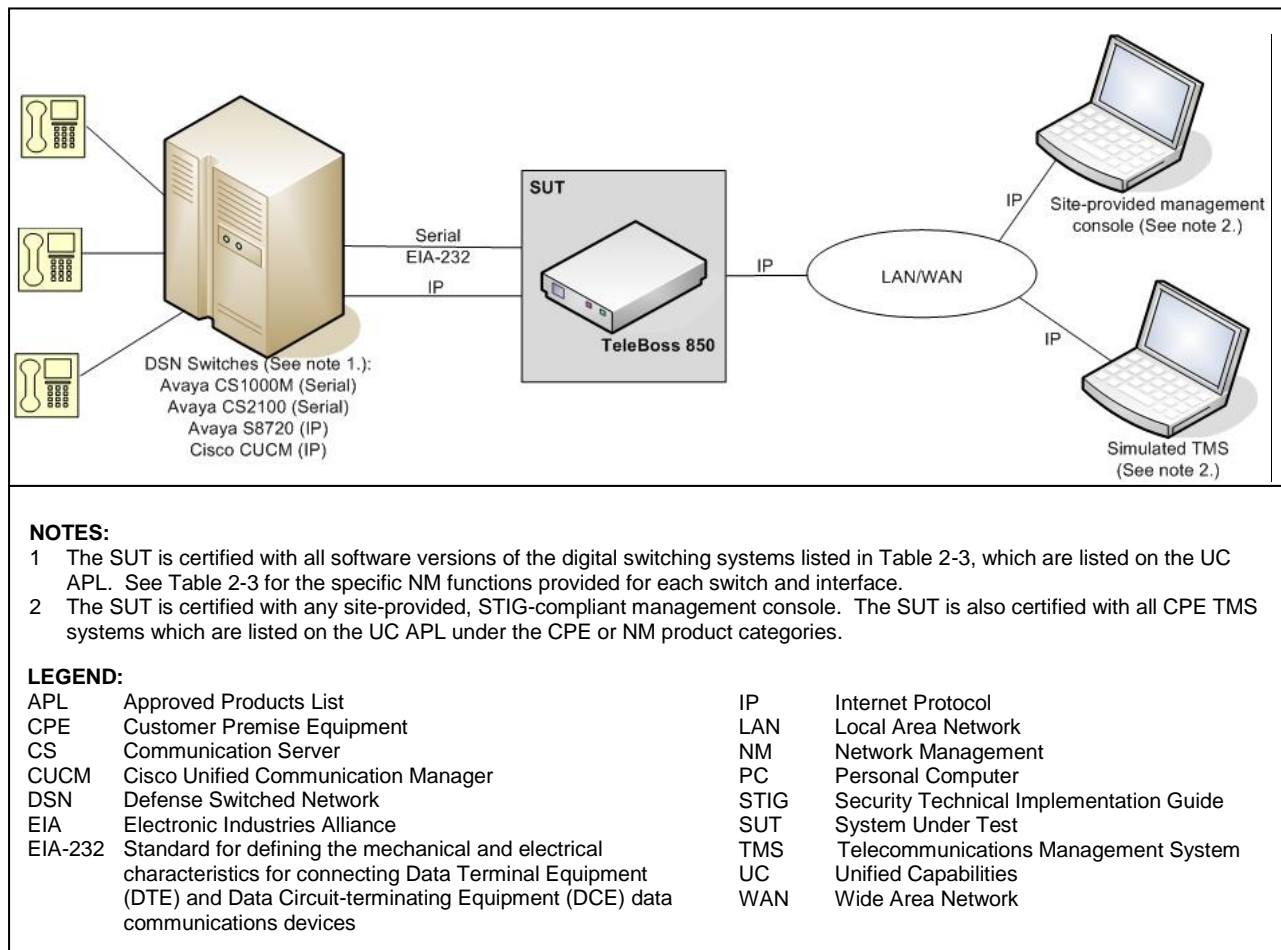 SUT
Serial
EIA-232
IP
TeleBoss 850
IP
LAN/WAN
IP
Site-provided management
console (See note 2.)
IP
Simulated TMS
(See note 2.)
DSN Switches (See note 1.):
Avaya CS1000M (Serial)
Avaya CS2100 (Serial)
Avaya S8720 (IP)
Cisco CUCM (IP)
NOTES:
1 The SUT is certified with all software versions of the digital switching systems listed in Table 2-3, which are listed on the UC
APL. See Table 2-3 for the specific NM functions provided for each switch and interface.
2 The SUT is certified with any site-provided, STIG-compliant management console. The SUT is also certified with all CPE TMS
systems which are listed on the UC APL under the CPE or NM product categories.
LEGEND:
APL Approved Products List
CPE Customer Premise Equipment
CS Communication Server
CUCM Cisco Unified Communication Manager
DSN Defense Switched Network
EIA Electronic Industries Alliance
EIA-232 Standard for defining the mechanical and electrical
characteristics for connecting Data Terminal Equipment
(DTE) and Data Circuit-terminating Equipment (DCE) data
communications devices
IP Internet Protocol
LAN Local Area Network
NM Network Management
PC Personal Computer
STIG Security Technical Implementation Guide
SUT System Under Test
TMS Telecommunications Management System
UC Unified Capabilities
WAN Wide Area Network